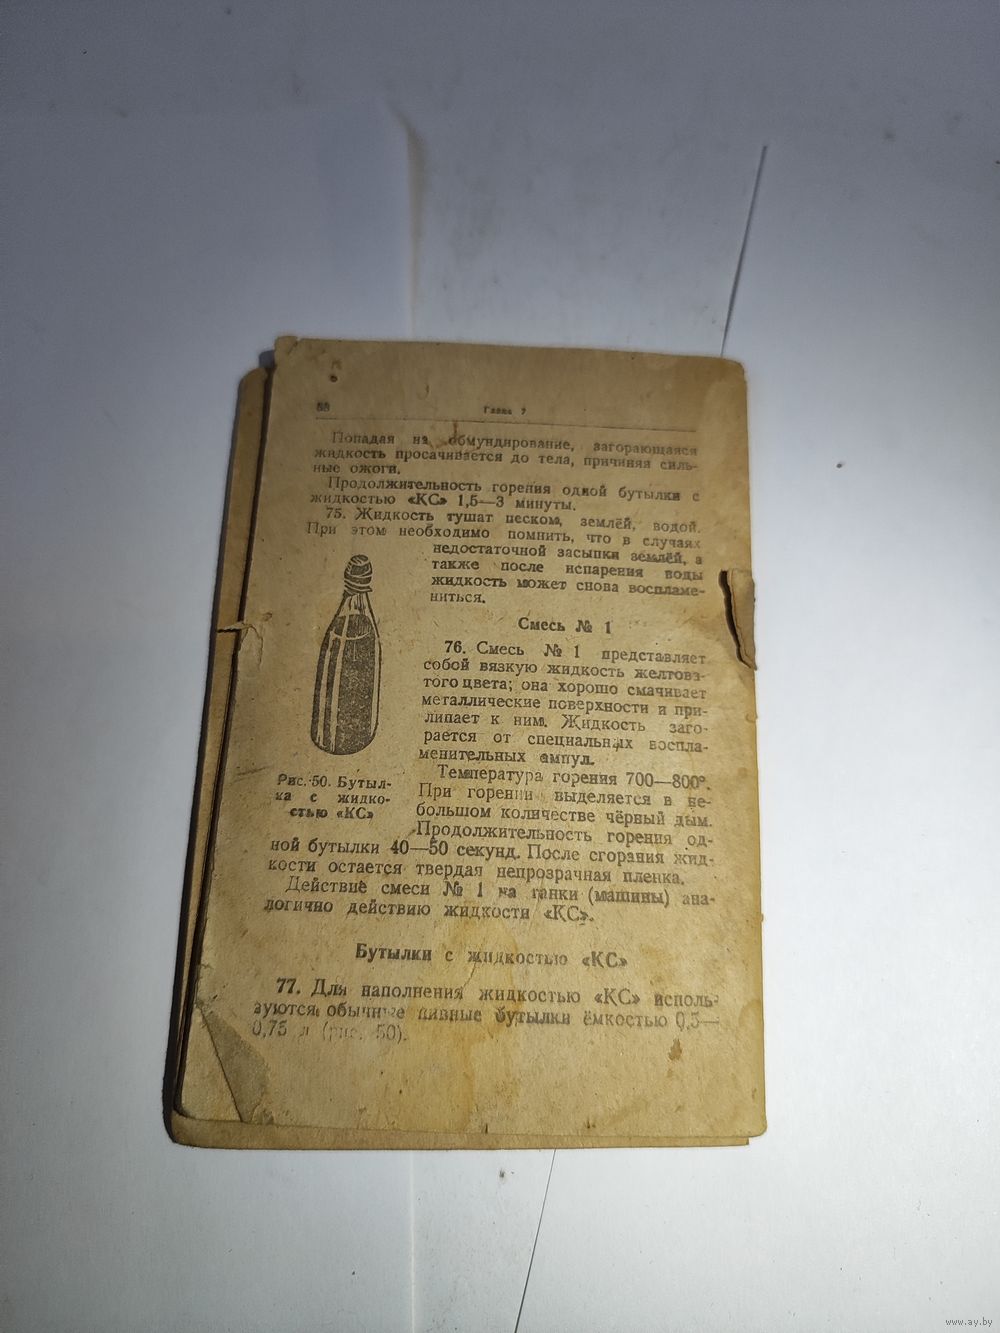 58
Глава 7
Попадая на обмундирование, загорающаяся
жидкость просачивается до тела, причиняя силь-
ные ожоги.
Продолжительность горения одной бутылки с
жидкостью «КС» 1,5—3 минуты.
75. Жидкость тушат песком, землёй, водой.
При этом необходимо помнить, что в случаях
недостаточной засыпки землёй, а
также после испарения воды
жидкость может снова воспламе-
ниться.
Смесь № 1
76. Смесь № 1 представляет
собой вязкую жидкость желтова-
того цвета; она хорошо смачивает
металлические поверхности и при-
липает к ним. Жидкость заго-
рается от специальных воспла-
менительных ампул.
Температура горения 700—800°.
При горении выделяется в не-
большом количестве чёрный дым.
Продолжительность горения од-
ной бутылки 40—50 секунд. После сгорания жид-
кости остается твердая непрозрачная пленка.
Действие смеси № 1 на танки (машины) ана-
логично действию жидкости «КС».
Рис. 50. Бутыл-
ка с жидко-
стью «КС»
Бутылки с жидкостью «КС»
77. Для наполнения жидкостью «КС» исполь-
зуются обычные пивные бутылки ёмкостью 0,5—
0,75 л (рис. 50).
www.ay.by